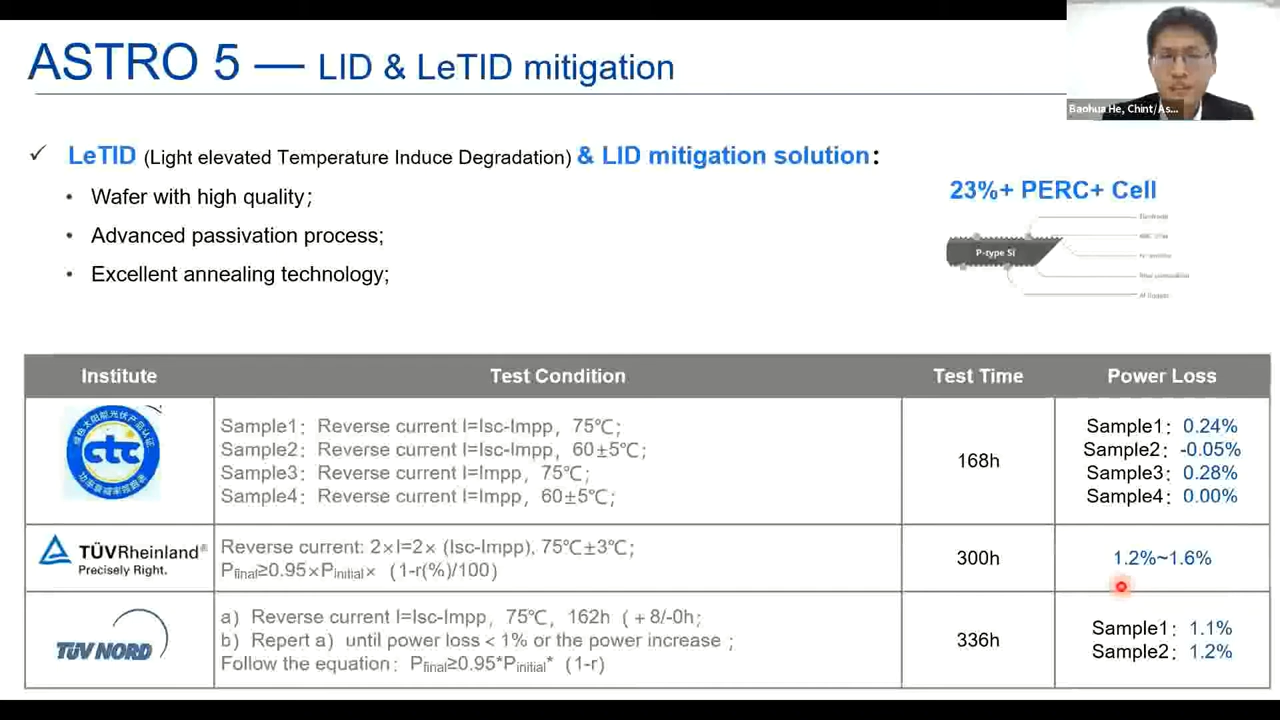 ASTRO 5 — LID & LeTID mitigation
Baohua He, Chint/As...
✓ LeTID (Light elevated Temperature Induce Degradation) & LID mitigation solution:
• Wafer with high quality;
• Advanced passivation process;
• Excellent annealing technology;
23%+ PERC+ Cell
P-type Si
Institute Test Condition Test Time Power Loss
ctc
Sample1: Reverse current I=Isc-Impp, 75℃;
Sample2: Reverse current I=Isc-Impp, 60±5℃;
Sample3: Reverse current I=Impp, 75℃;
Sample4: Reverse current I=Impp, 60±5℃;
168h
Sample1: 0.24%
Sample2: -0.05%
Sample3: 0.28%
Sample4: 0.00%
TÜVRheinland®
Precisely Right.
Reverse current: 2×I=2× (Isc-Impp), 75℃±3℃;
Pfinal≥0.95×Pinitial× (1-r(%)/100)
300h
1.2%~1.6%
TÜV NORD
a) Reverse current I=Isc-Impp, 75℃, 162h (+8/-0h;
b) Repert a) until power loss < 1% or the power increase ;
Follow the equation: Pfinal≥0.95*Pinitial* (1-r)
336h
Sample1: 1.1%
Sample2: 1.2%